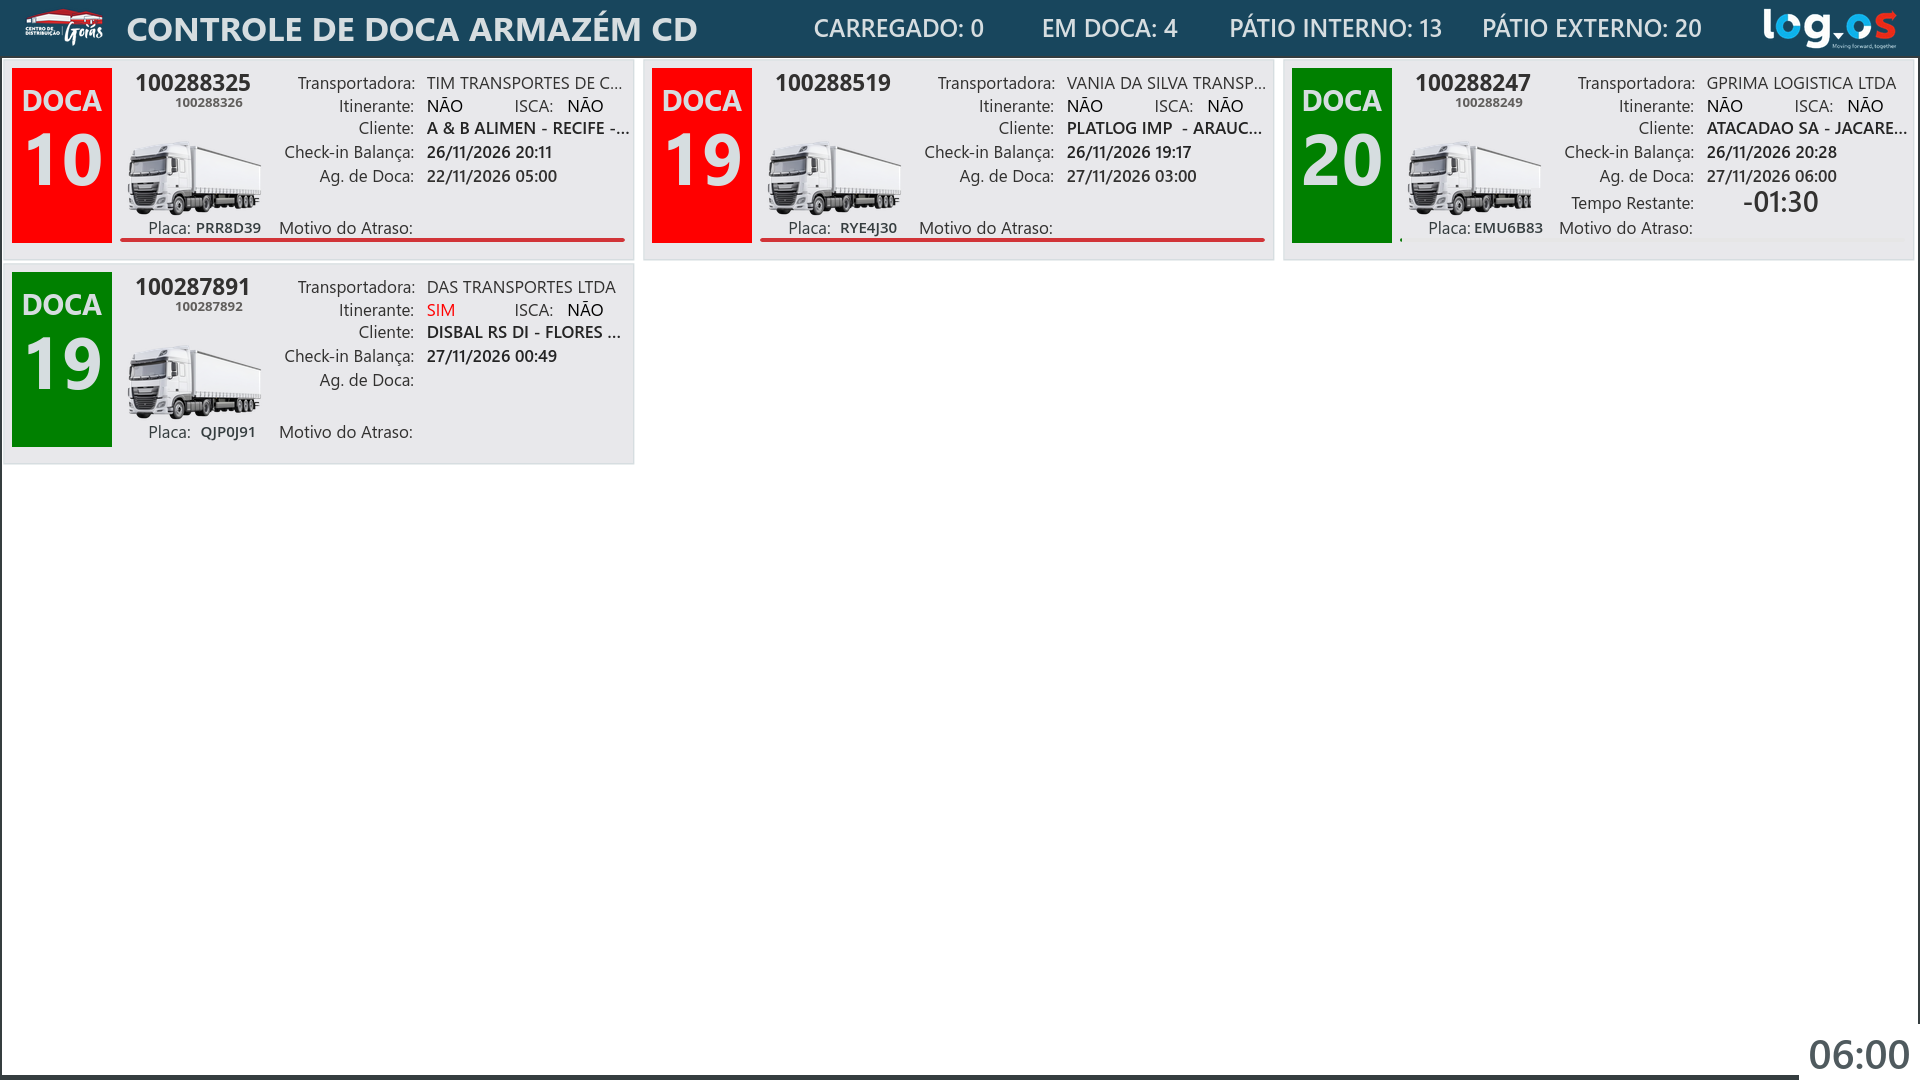 CENTRO DE DISTRIBUIÇÃO Goiás
CONTROLE DE DOCA ARMAZÉM CD
CARREGADO: 0
EM DOCA: 4
PÁTIO INTERNO: 13
PÁTIO EXTERNO: 20
log.os
Moving forward, together
DOCA
10
100288325
100288326
Placa: PRR8D39
Transportadora: TIM TRANSPORTES DE C...
Itinerante: NÃO ISCA: NÃO
Cliente: A & B ALIMEN - RECIFE -...
Check-in Balança: 26/11/2026 20:11
Ag. de Doca: 22/11/2026 05:00
Motivo do Atraso:
DOCA
19
100288519
Placa: RYE4J30
Transportadora: VANIA DA SILVA TRANSP...
Itinerante: NÃO ISCA: NÃO
Cliente: PLATLOG IMP - ARAUC...
Check-in Balança: 26/11/2026 19:17
Ag. de Doca: 27/11/2026 03:00
Motivo do Atraso:
DOCA
20
100288247
100288249
Placa: EMU6B83
Transportadora: GPRIMA LOGISTICA LTDA
Itinerante: NÃO ISCA: NÃO
Cliente: ATACADAO SA - JACARE...
Check-in Balança: 26/11/2026 20:28
Ag. de Doca: 27/11/2026 06:00
Tempo Restante: -01:30
Motivo do Atraso:
DOCA
19
100287891
100287892
Placa: QJP0J91
Transportadora: DAS TRANSPORTES LTDA
Itinerante: SIM ISCA: NÃO
Cliente: DISBAL RS DI - FLORES ...
Check-in Balança: 27/11/2026 00:49
Ag. de Doca:
Motivo do Atraso:
06:00